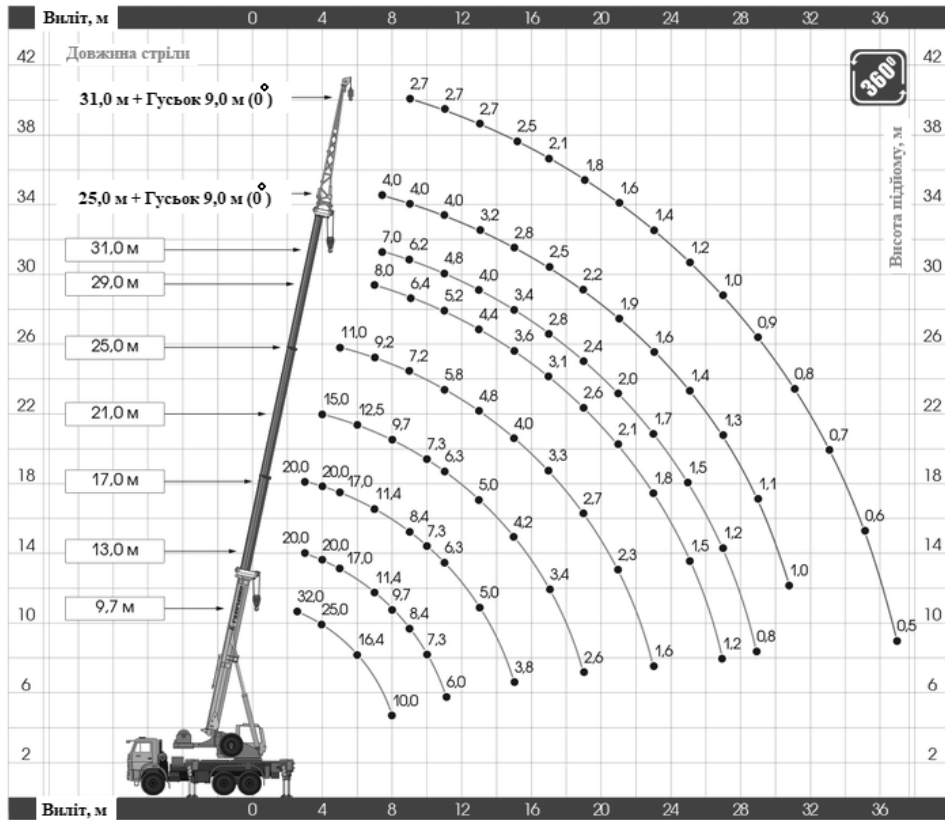 Виліт, м 0 4 8 12 16 20 24 28 32 36
42 Довжина стріли 42
360⁰
2,7 2,7 2,7 2,5 2,1 1,8 1,6 1,4 1,2 1,0 0,9 0,8 0,7 0,6 0,5
31,0 м + Гусьок 9,0 м (0°)
38 38
Висота підйому, м
25,0 м + Гусьок 9,0 м (0°)
4,0 4,0 4,0 3,2 2,8 2,5 2,2 1,9 1,6 1,4 1,3 1,1 1,0
34 34
31,0 м
7,0 6,2 4,8 4,0 3,4 2,8 2,4 2,0 1,7 1,5 1,2 0,8
30 30
29,0 м
8,0 6,4 5,2 4,4 3,6 3,1 2,6 2,1 1,8 1,5 1,2
26 26
25,0 м
11,0 9,2 7,2 5,8 4,8 4,0 3,3 2,7 2,3 1,6
22 22
21,0 м
15,0 12,5 9,7 7,3 6,3 5,0 4,2 3,4 2,6
18 18
17,0 м
20,0 20,0 17,0 11,4 8,4 7,3 6,3 5,0 3,8
14 14
13,0 м
20,0 20,0 17,0 11,4 9,7 8,4 7,3 6,0
10 10
9,7 м
32,0 25,0 16,4 10,0
6 6
2 2
Виліт, м 0 4 8 12 16 20 24 28 32 36